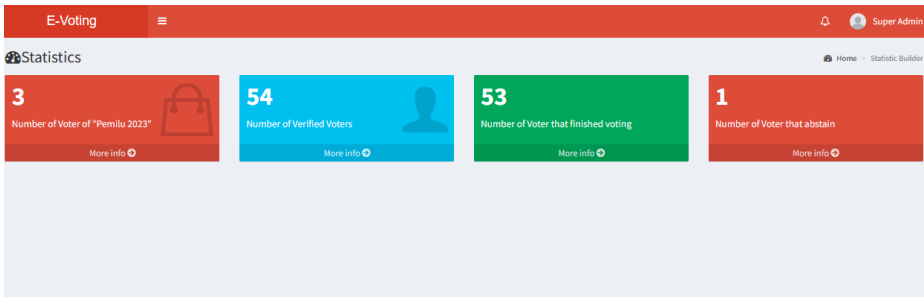 E-Voting
Super Admin
Statistics
Home > Statistic Builder
3
Number of Voter of "Pemilu 2023"
More info
54
Number of Verified Voters
More info
53
Number of Voter that finished voting
More info
1
Number of Voter that abstain
More info